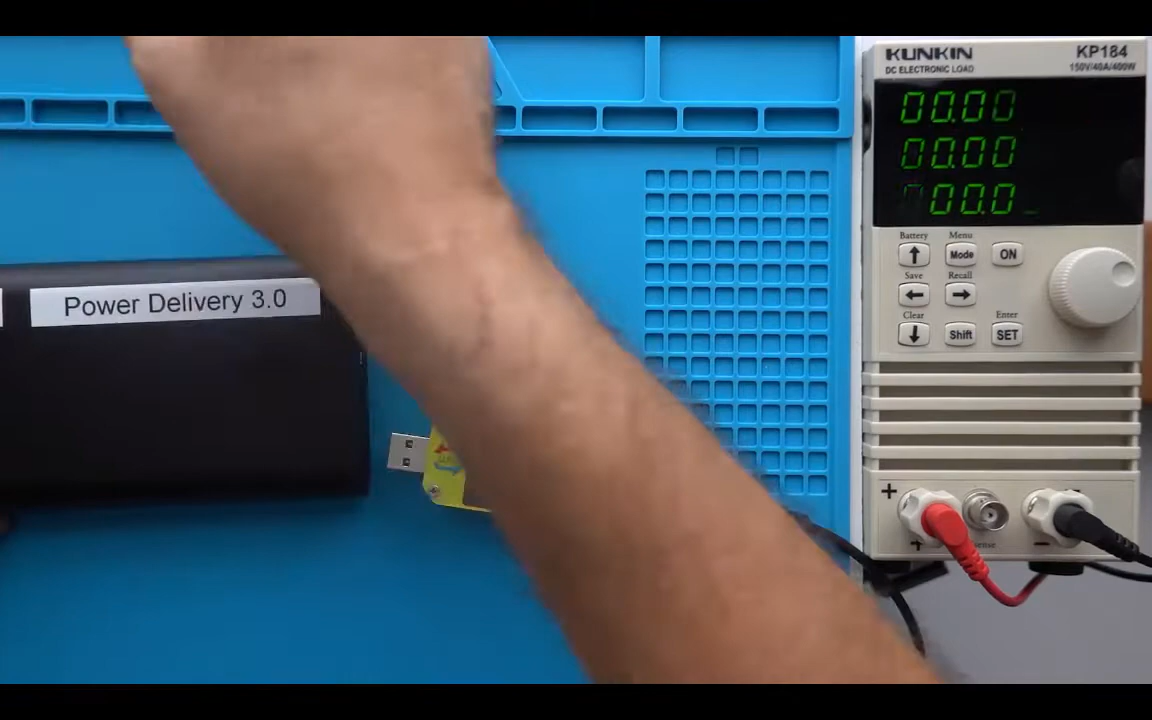 KUNKIN
KP184
DC ELECTRONIC LOAD
150V/40A/400W
00.00
00.00
00.0
Battery
Menu
Mode
ON
Save
Recall
Clear
Enter
Shift
SET
Power Delivery 3.0
+
-
+
sense
-